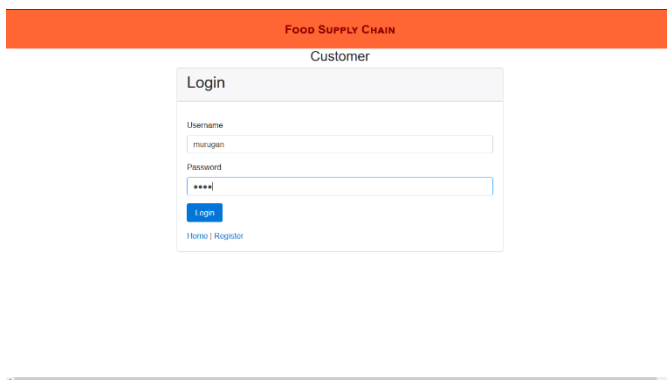 FOOD SUPPLY CHAIN
Customer
Login
Username
murugan
Password
••••
Login
Home | Register